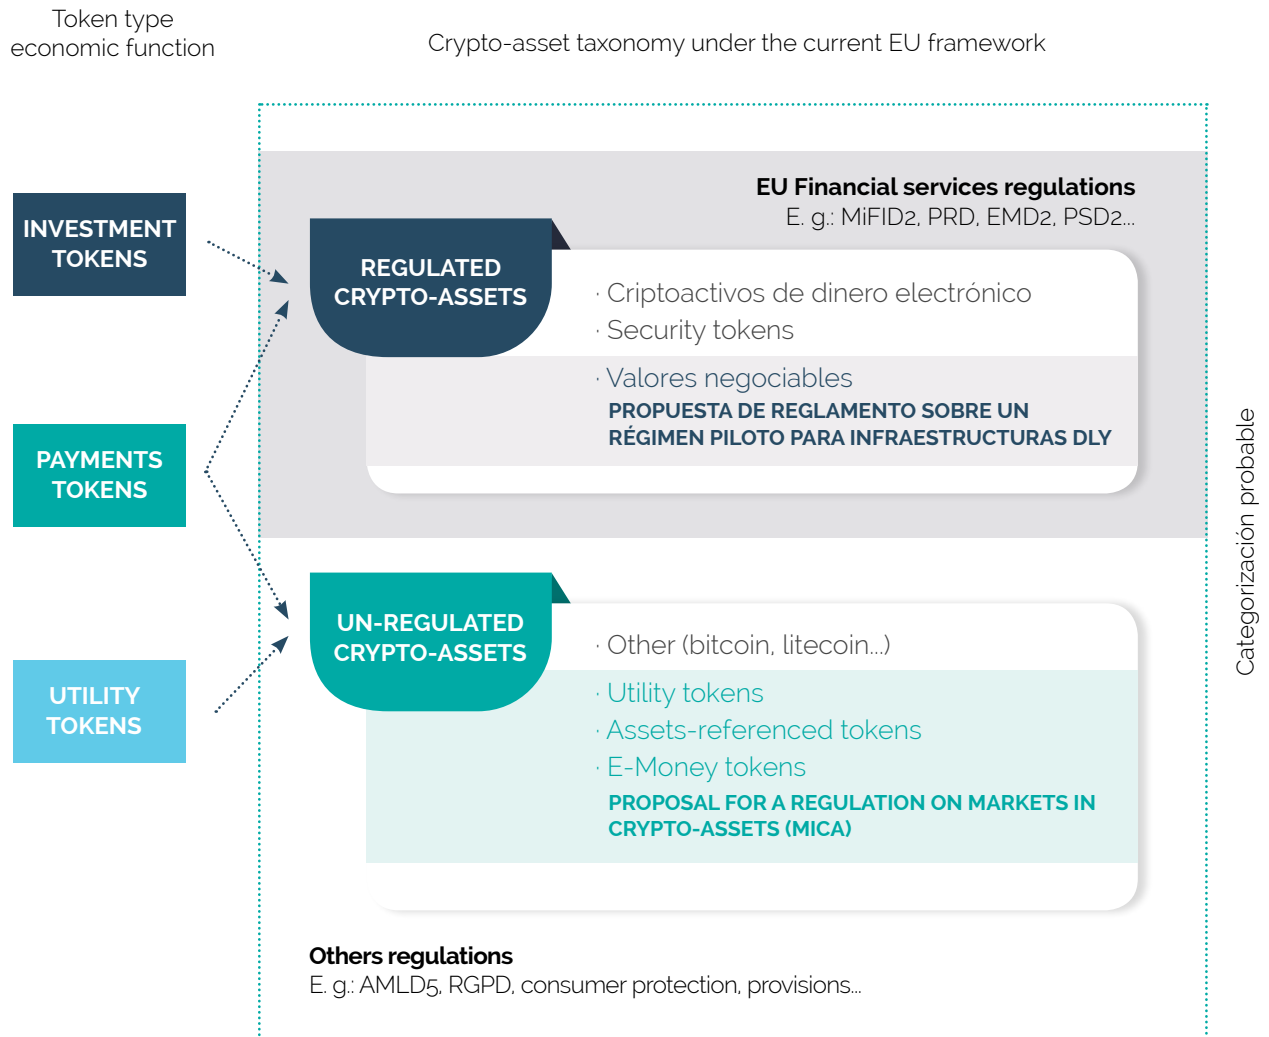 Token type
economic function
Crypto-asset taxonomy under the current EU framework
EU Financial services regulations
E. g.: MiFID2, PRD, EMD2, PSD2...
INVESTMENT
TOKENS
REGULATED
CRYPTO-ASSETS
· Criptoactivos de dinero electrónico
· Security tokens
· Valores negociables
PROPUESTA DE REGLAMENTO SOBRE UN
RÉGIMEN PILOTO PARA INFRAESTRUCTURAS DLY
PAYMENTS
TOKENS
Categorización probable
UN-REGULATED
CRYPTO-ASSETS
· Other (bitcoin, litecoin...)
· Utility tokens
· Assets-referenced tokens
· E-Money tokens
PROPOSAL FOR A REGULATION ON MARKETS IN
CRYPTO-ASSETS (MICA)
UTILITY
TOKENS
Others regulations
E. g.: AMLD5, RGPD, consumer protection, provisions...